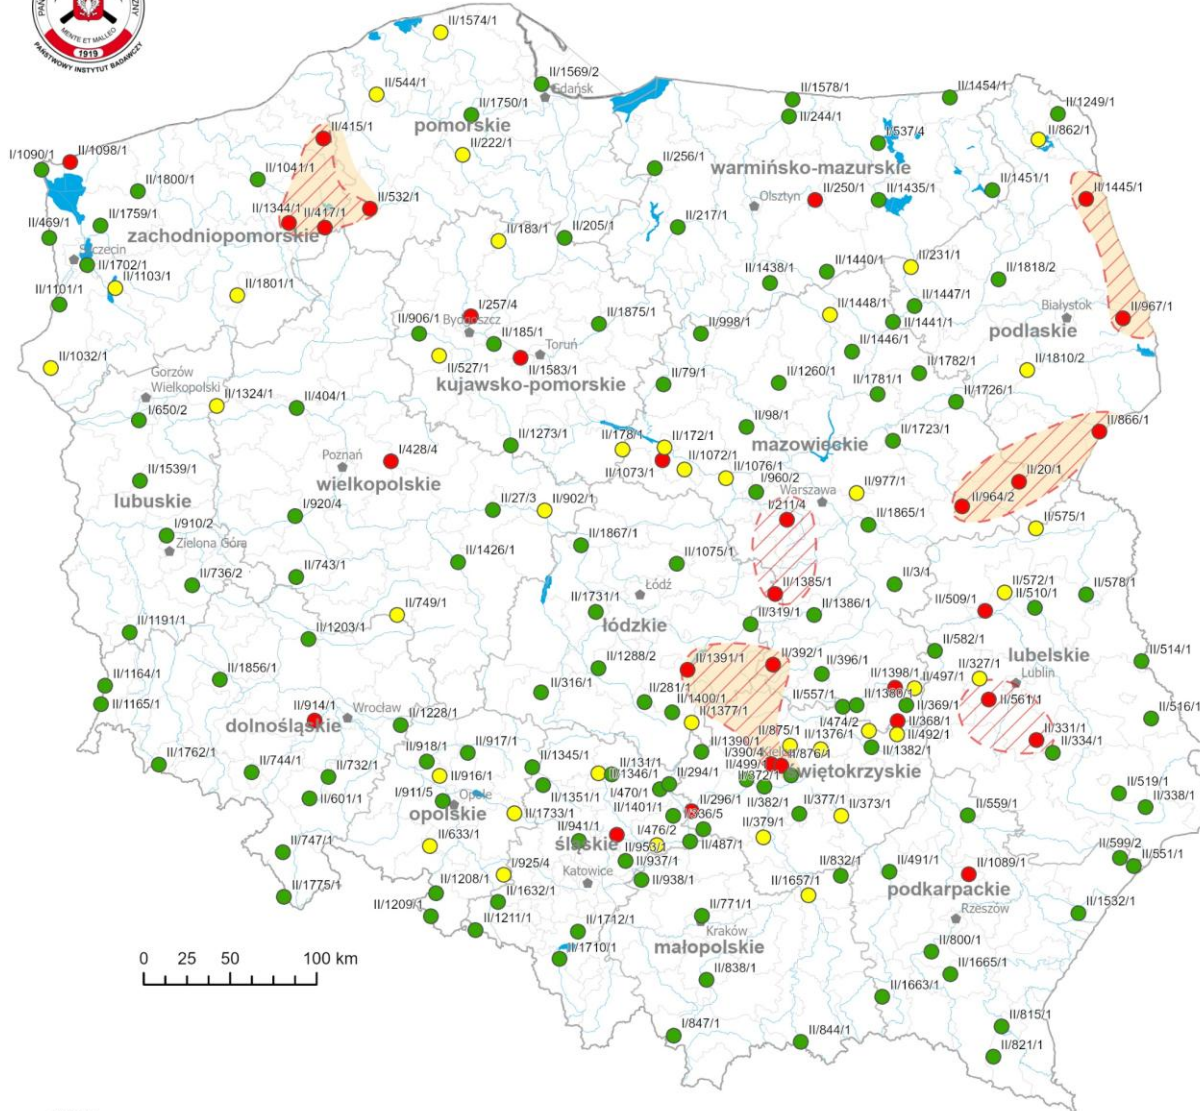 MENTE ET MALLEO
1919
PAŃSTWOWY INSTYTUT BADAWCZY
II/1574/1
II/544/1
II/1569/2
Gdańsk
II/1750/1
pomorskie
II/222/1
II/415/1
II/1578/1
II/244/1
II/1454/1
II/1249/1
II/862/1
I/537/4
I/1090/1
II/1098/1
II/1041/1
II/1800/1
II/256/1
warmińsko-mazurskie
Olsztyn
II/250/1
II/1435/1
II/1451/1
II/1445/1
II/469/1
II/1759/1
II/1344/1
II/417/1
II/532/1
zachodniopomorskie
Szczecin
II/1702/1
II/1103/1
II/1101/1
II/1801/1
II/183/1
II/205/1
II/217/1
II/1438/1
II/1440/1
II/231/1
II/1818/2
II/1448/1
II/1447/1
II/1441/1
Białystok
II/967/1
podlaskie
I/257/4
II/906/1
Bydgoszcz
II/185/1
II/1875/1
Toruń
II/527/1
II/1583/1
kujawsko-pomorskie
II/998/1
II/1446/1
II/1032/1
Gorzów
Wielkopolski
II/1324/1
II/404/1
I/650/2
II/79/1
II/1260/1
II/1782/1
II/1781/1
II/1810/2
II/1726/1
II/98/1
mazowieckie
II/1723/1
II/866/1
II/1273/1
II/178/1
II/172/1
II/1073/1
II/1072/1
II/1076/1
I/960/2
Warszawa
II/977/1
II/20/1
II/964/2
II/575/1
Poznań
I/428/4
wielkopolskie
II/1539/1
lubuskie
I/920/4
II/27/3
II/902/1
I/211/4
II/1865/1
I/910/2
Zielona Góra
II/736/2
II/743/1
II/1426/1
II/1867/1
II/1075/1
Łódź
II/1385/1
II/3/1
II/572/1
II/510/1
II/578/1
II/509/1
II/749/1
II/1731/1
łódzkie
II/319/1
II/1386/1
II/1191/1
II/1203/1
II/582/1
lubelskie
II/514/1
II/1164/1
II/1165/1
II/1856/1
II/1288/2
II/316/1
II/1391/1
II/392/1
II/396/1
II/1398/1
II/497/1
II/327/1
Lublin
II/561/1
II/516/1
II/281/1
II/1400/1
II/1377/1
II/557/1
II/369/1
I/474/2
II/368/1
II/492/1
II/1382/1
II/331/1
II/334/1
II/914/1
Wrocław
dolnośląskie
II/1228/1
II/1762/1
II/744/1
II/732/1
II/601/1
II/918/1
II/917/1
II/916/1
I/911/5
Opole
opolskie
II/1345/1
II/131/1
II/1346/1
II/1351/1
II/1733/1
I/470/1
II/1401/1
II/294/1
II/1390/1
I/390/4
II/875/1
II/1376/1
Kielce
II/876/1
świętokrzyskie
II/372/1
II/382/1
II/377/1
II/373/1
II/379/1
II/296/1
II/487/1
II/519/1
II/338/1
II/559/1
II/747/1
II/1775/1
II/633/1
II/941/1
śląskie
I/476/2
II/953/1
II/937/1
II/938/1
Katowice
I/925/4
II/1208/1
II/1209/1
II/1632/1
II/1211/1
II/1712/1
II/1710/1
II/832/1
II/1657/1
II/491/1
II/1089/1
podkarpackie
Rzeszów
II/599/2
II/551/1
II/1532/1
II/771/1
Kraków
małopolskie
II/838/1
II/800/1
II/1665/1
II/1663/1
I/847/1
II/844/1
II/815/1
II/821/1
0 25 50 100 km